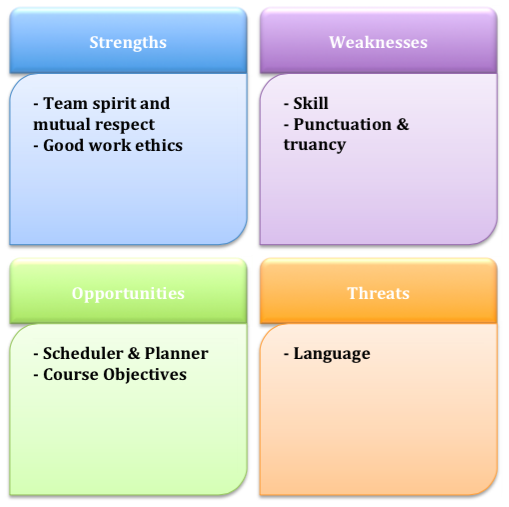 Strengths
- Team spirit and
mutual respect
- Good work ethics
Weaknesses
- Skill
- Punctuation &
truancy
Opportunities
- Scheduler & Planner
- Course Objectives
Threats
- Language